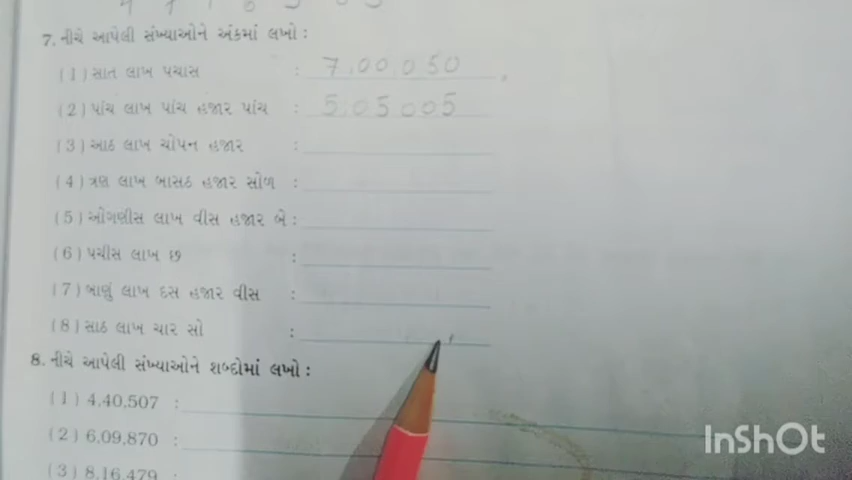 7. નીચે આપેલી સંખ્યાઓને અંકમાં લખો :
(1) સાત લાખ પચાસ : 7,00,050
(2) પાંચ લાખ પાંચ હજાર પાંચ : 5,05,005
(3) આઠ લાખ ચોપન હજાર :
(4) ત્રણ લાખ બાસઠ હજાર સોળ :
(5) ઓગણીસ લાખ વીસ હજાર બે :
(6) પચીસ લાખ છ :
(7) બાણું લાખ દસ હજાર વીસ :
(8) સાઠ લાખ ચાર સો :
8. નીચે આપેલી સંખ્યાઓને શબ્દોમાં લખો :
(1) 4,40,507 :
(2) 6,09,870 :
(3) 8,16,479 :
InShOt